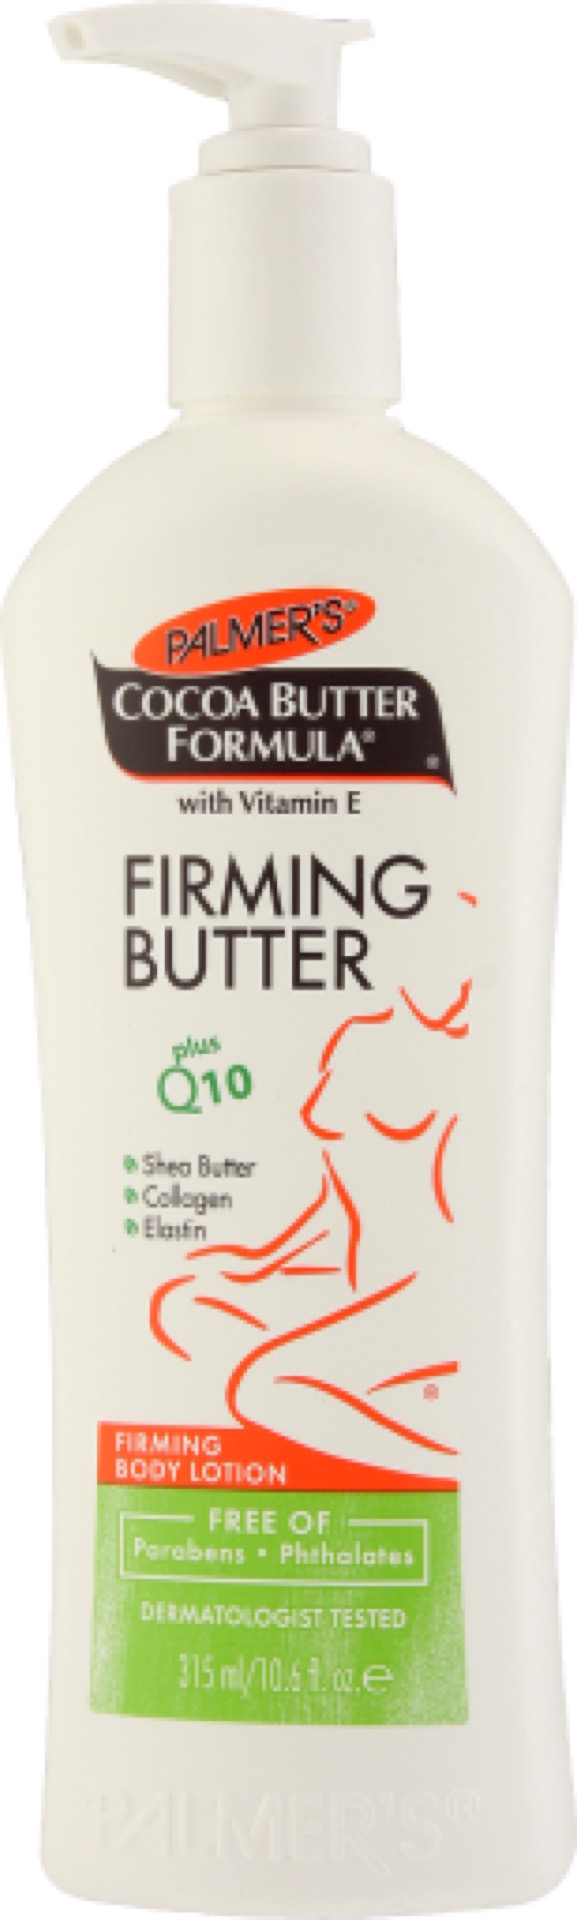 PALMER'S®
COCOA BUTTER
FORMULA®
®
with Vitamin E
FIRMING
BUTTER
plus
Q10
Shea Butter
Collagen
Elastin
®
FIRMING
BODY LOTION
FREE OF
Parabens • Phthalates
DERMATOLOGIST TESTED
315 ml/10.6 fl. oz. ℮
PALMER'S®